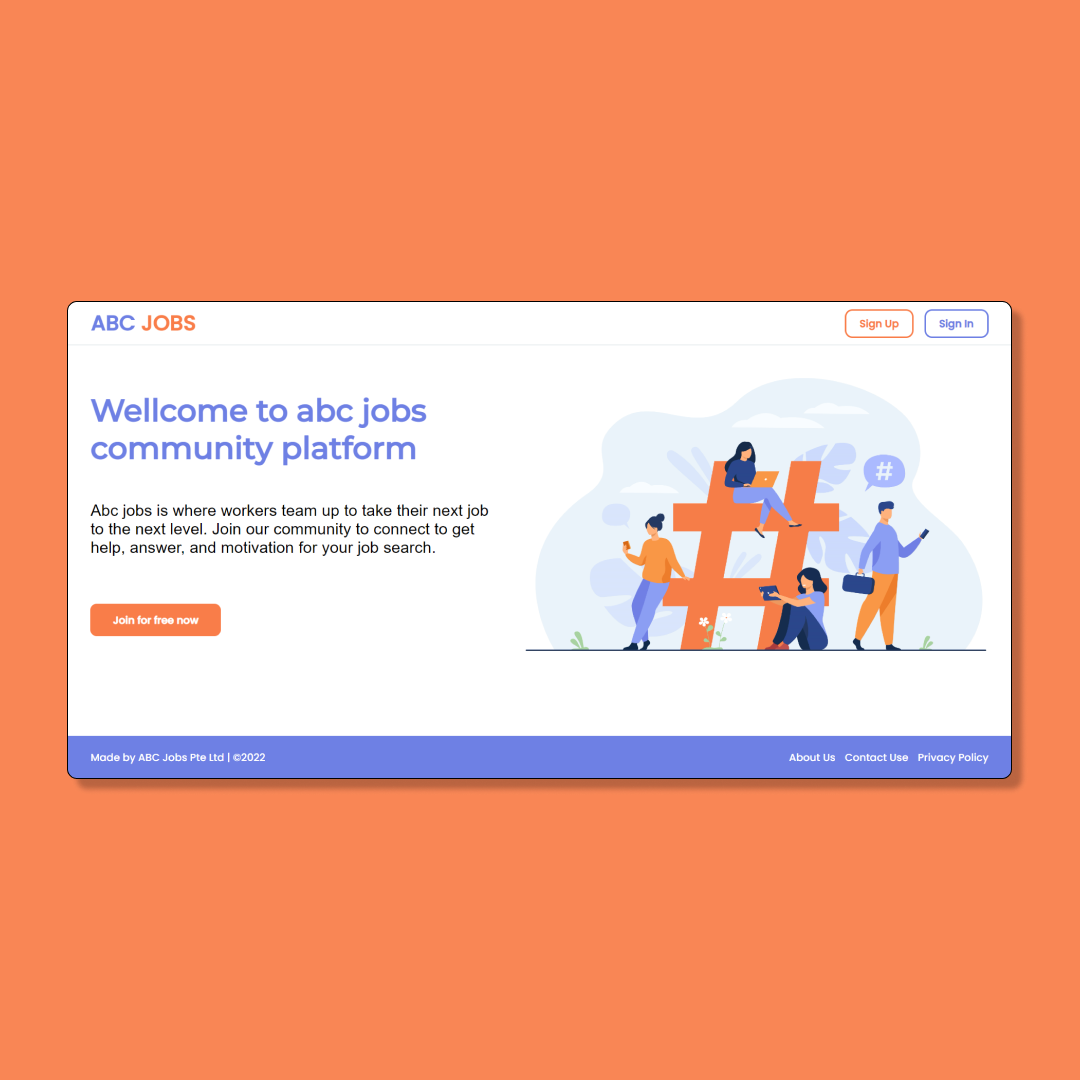 ABC JOBS
Sign Up
Sign In
Wellcome to abc jobs
community platform
Abc jobs is where workers team up to take their next job
to the next level. Join our community to connect to get
help, answer, and motivation for your job search.
Join for free now
#
Made by ABC Jobs Pte Ltd | ©2022
About Us
Contact Use
Privacy Policy